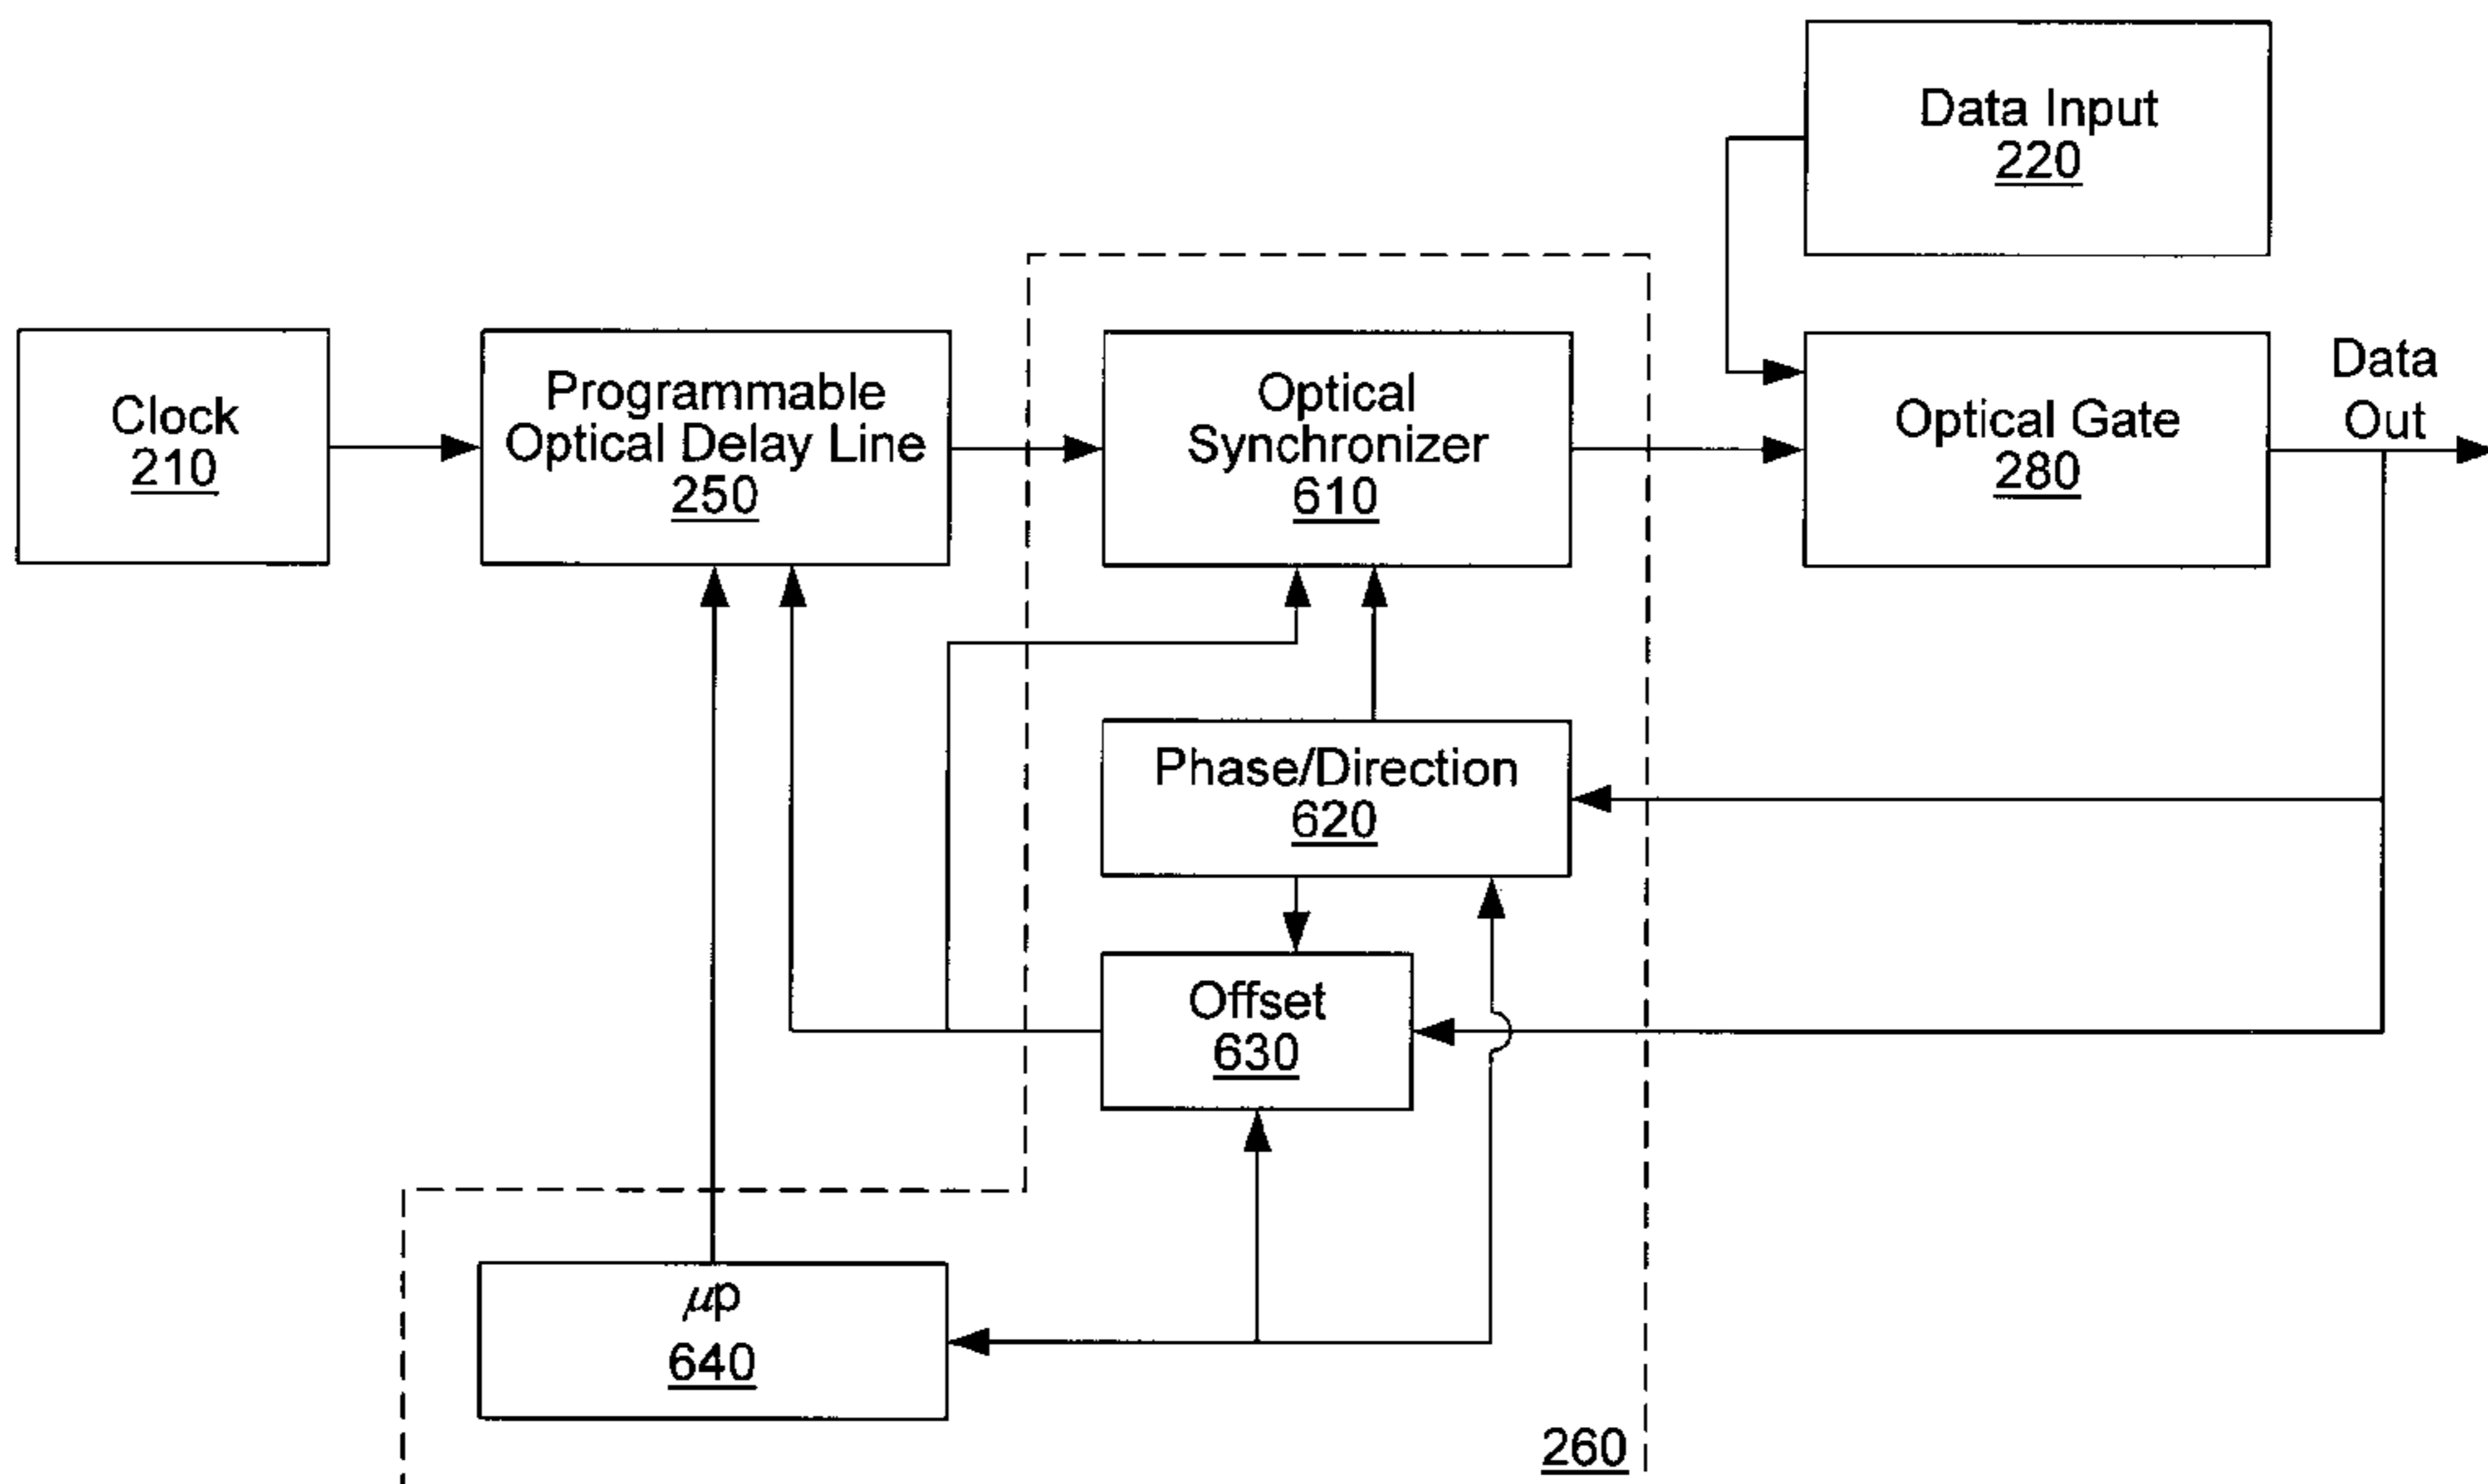 Data Input
220
Clock
210
Programmable
Optical Delay Line
250
Optical
Synchronizer
610
Optical Gate
280
Data
Out
Phase/Direction
620
Offset
630
μp
640
260